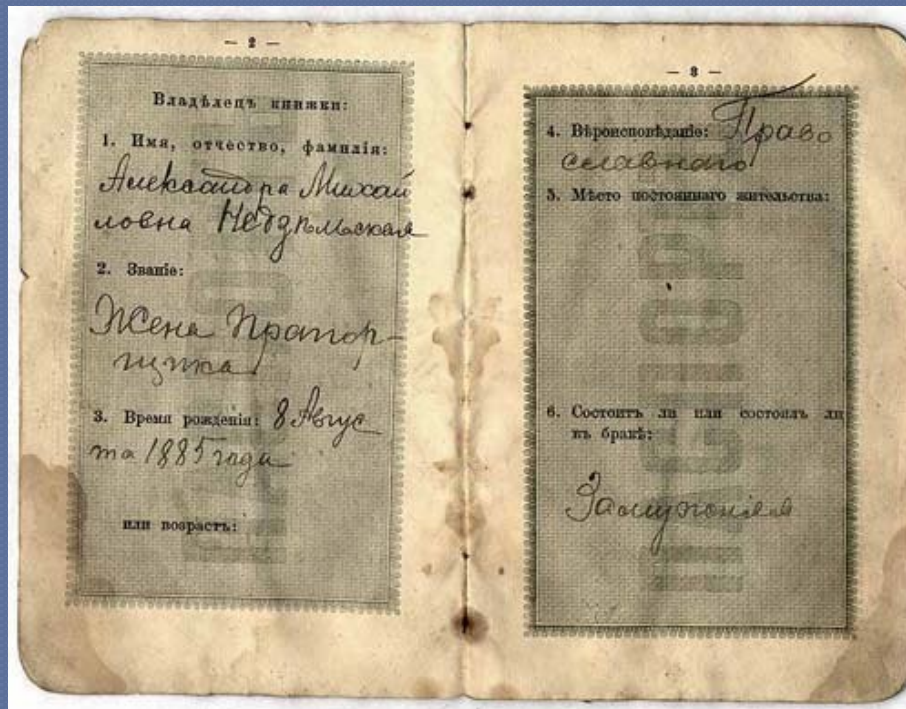 — 2 —
Владѣлецъ книжки:
1. Имя, отчество, фамилія:
Александра Михай
ловна Недзѣльская
2. Званіе:
Жена Прапор-
щика
3. Время рожденія: 8 Авгус
та 1885 года
или возрастъ:
— 3 —
4. Вѣроисповѣданіе: Право
славнаго
5. Мѣсто постояннаго жительства:
6. Состоитъ ли или состоялъ ли
въ бракѣ:
Замужняя